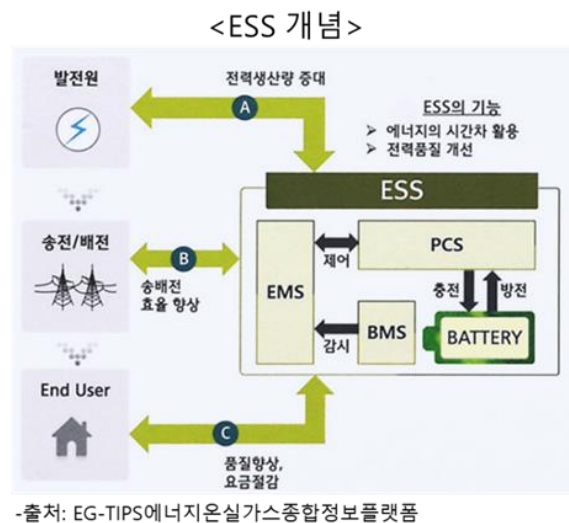 <ESS 개념>
발전원
전력생산량 증대
A
ESS의 기능
➢ 에너지의 시간차 활용
➢ 전력품질 개선
ESS
송전/배전
B
송배전
효율 향상
EMS
제어
PCS
충전
방전
감시
BMS
BATTERY
End User
C
품질향상,
요금절감
-출처: EG-TIPS에너지온실가스종합정보플랫폼